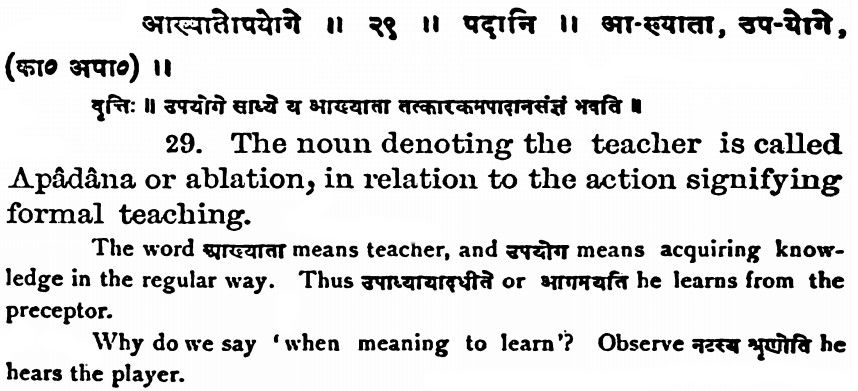 आख्यातोपयोगे ॥ २९ ॥ पदानि ॥ आ-ख्याता, उप-योगे,
(का० अपा०) ॥
वृत्तिः ॥ उपयोगे साध्ये य आख्याता तत्कारकमपादानसंज्ञं भवति ॥
29. The noun denoting the teacher is called
Apâdâna or ablation, in relation to the action signifying
formal teaching.
The word आख्याता means teacher, and उपयोग means acquiring know-
ledge in the regular way. Thus उपाध्यायादधीते or आगमयति he learns from the
preceptor.
Why do we say 'when meaning to learn'? Observe नटस्य शृणोति he
hears the player.